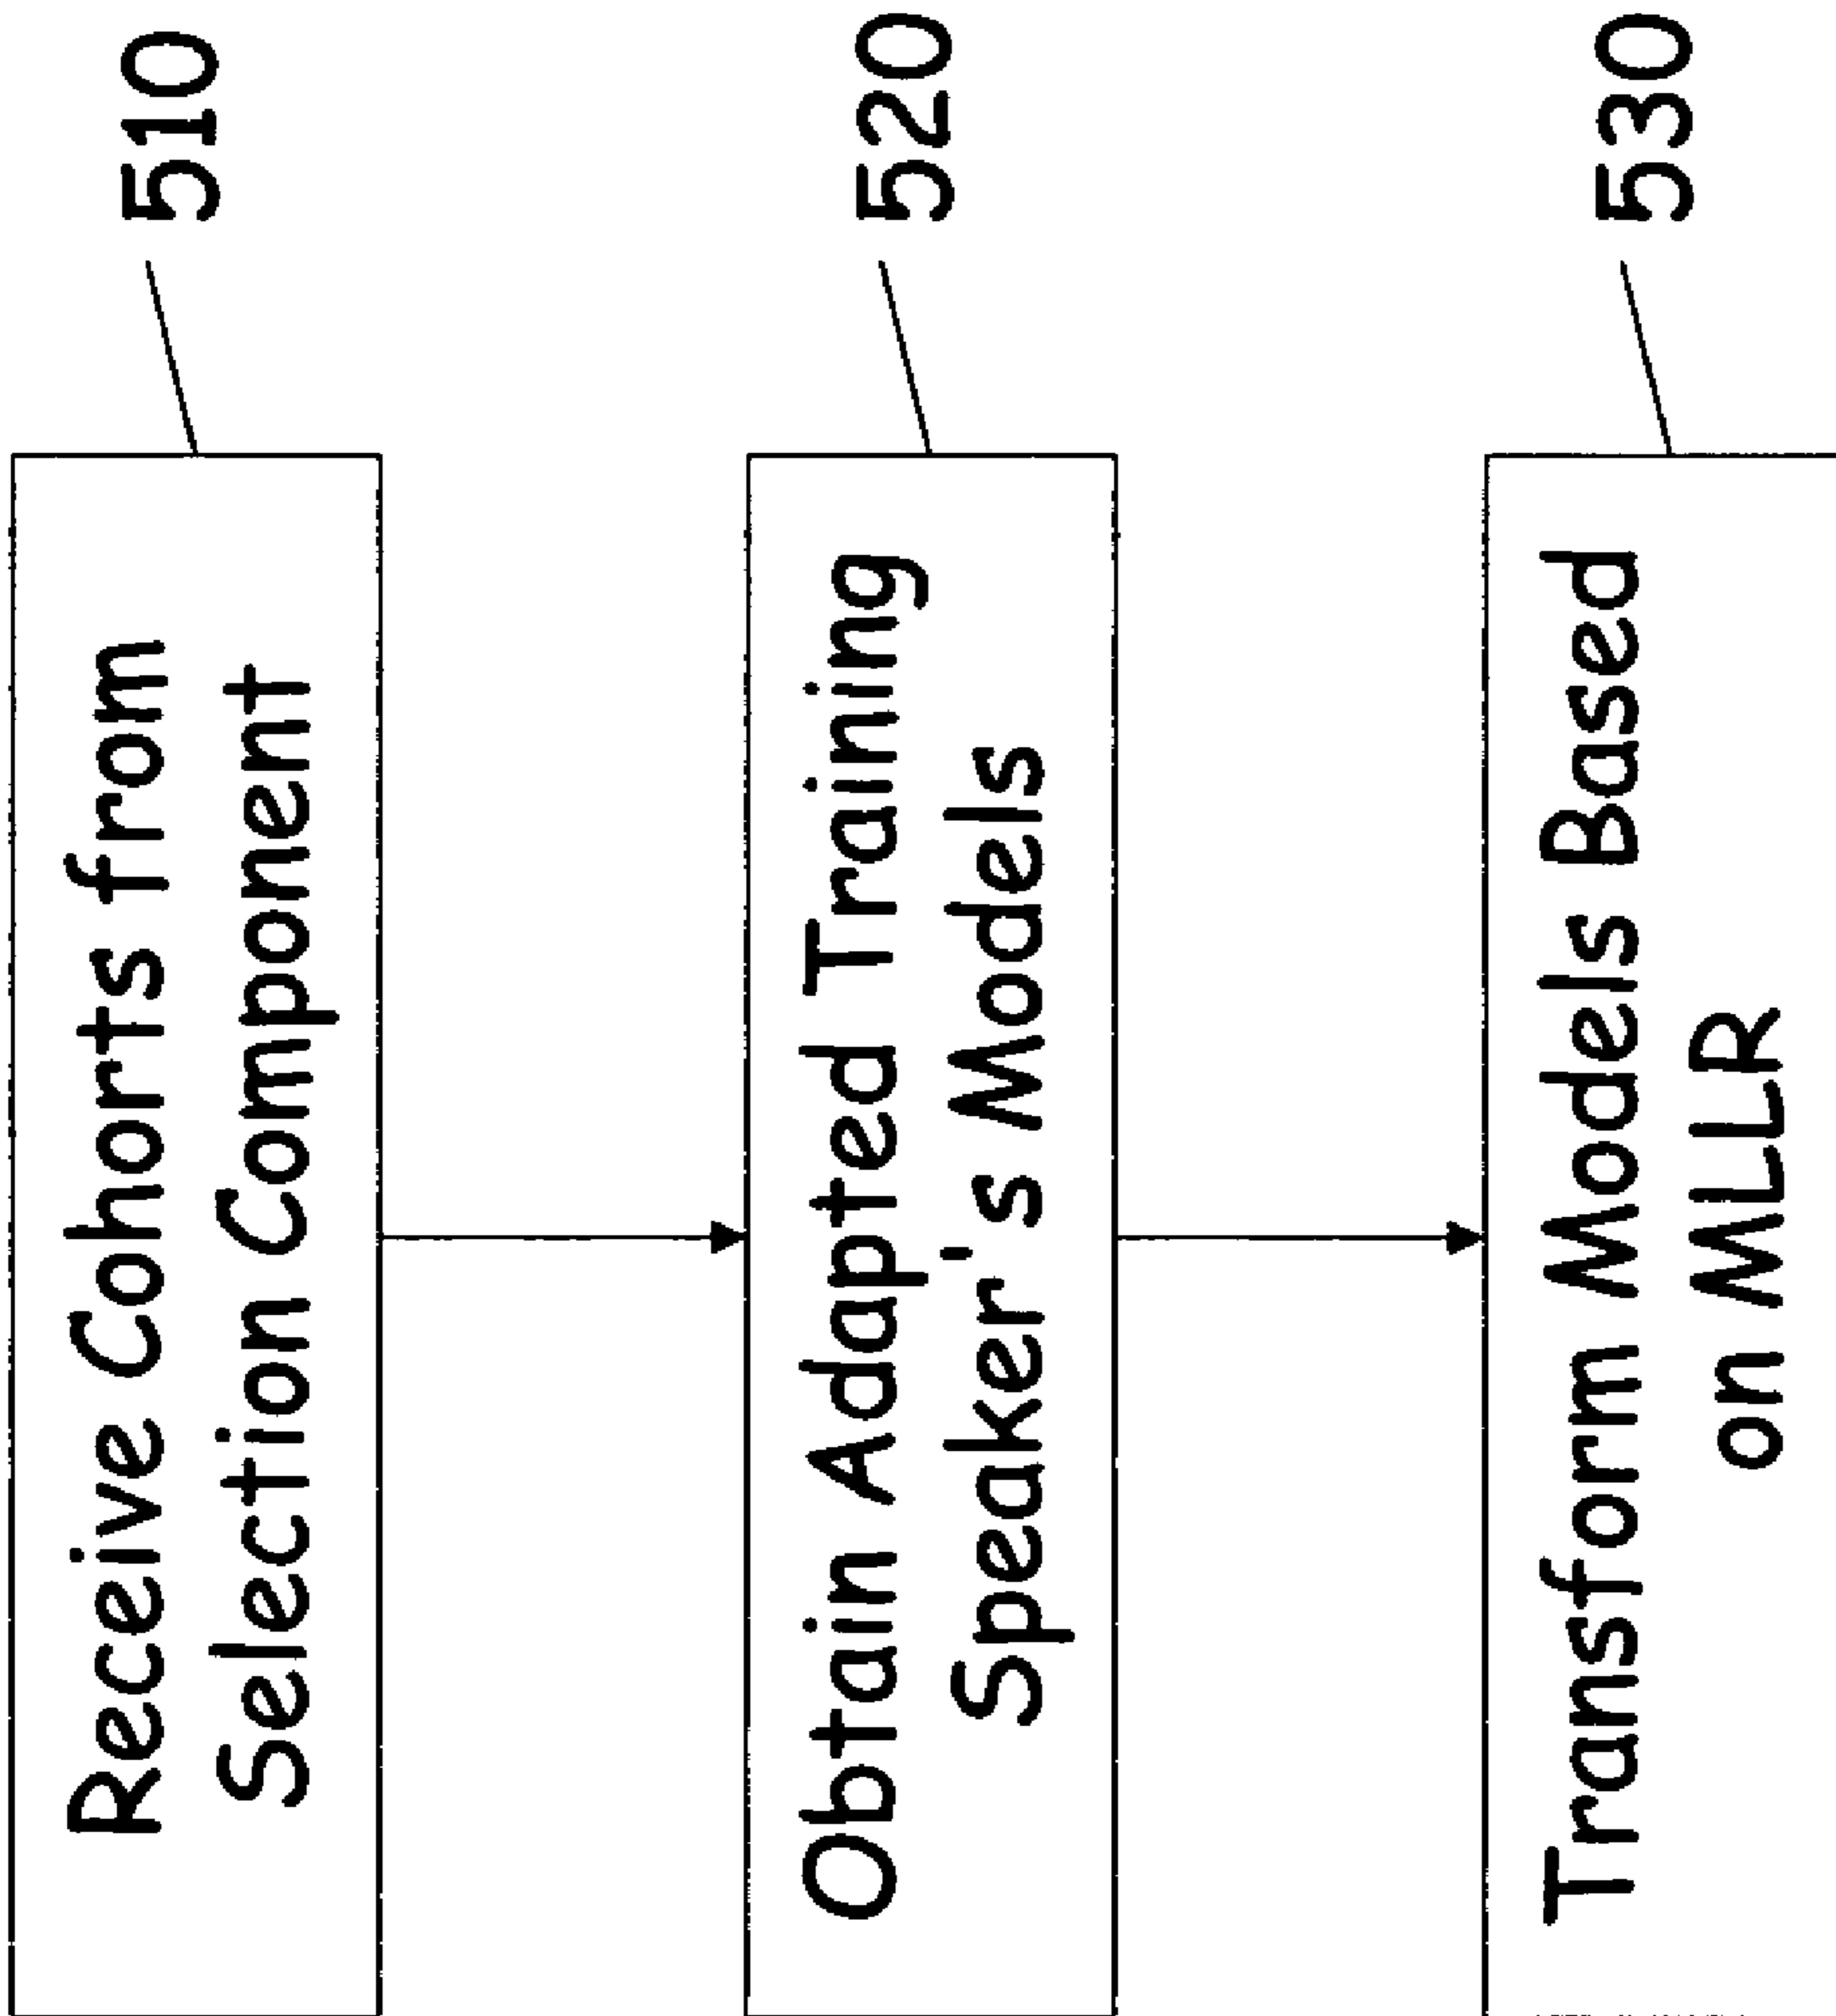 Receive Cohorts from
Selection Component
510
Obtain Adapted Training
Speaker's Models
520
Transform Models Based
on MLLR
530